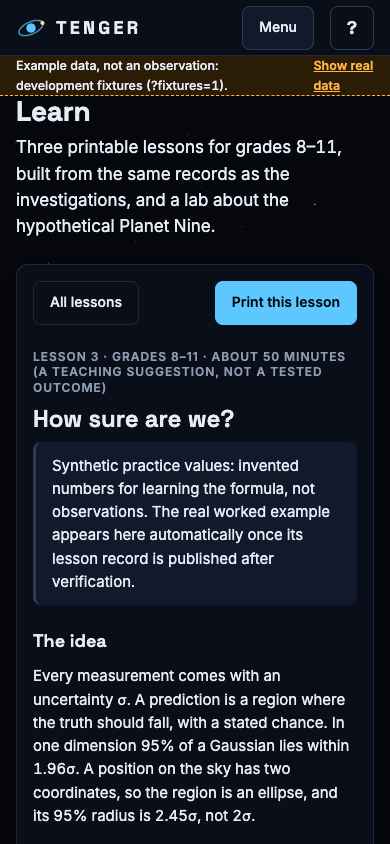 TENGER
Menu
?
Example data, not an observation:
development fixtures (?fixtures=1).
Show real
data
Learn
Three printable lessons for grades 8–11,
built from the same records as the
investigations, and a lab about the
hypothetical Planet Nine.
All lessons
Print this lesson
LESSON 3 · GRADES 8–11 · ABOUT 50 MINUTES
(A TEACHING SUGGESTION, NOT A TESTED
OUTCOME)
How sure are we?
Synthetic practice values: invented
numbers for learning the formula, not
observations. The real worked example
appears here automatically once its
lesson record is published after
verification.
The idea
Every measurement comes with an
uncertainty σ. A prediction is a region where
the truth should fall, with a stated chance. In
one dimension 95% of a Gaussian lies within
1.96σ. A position on the sky has two
coordinates, so the region is an ellipse, and
its 95% radius is 2.45σ, not 2σ.